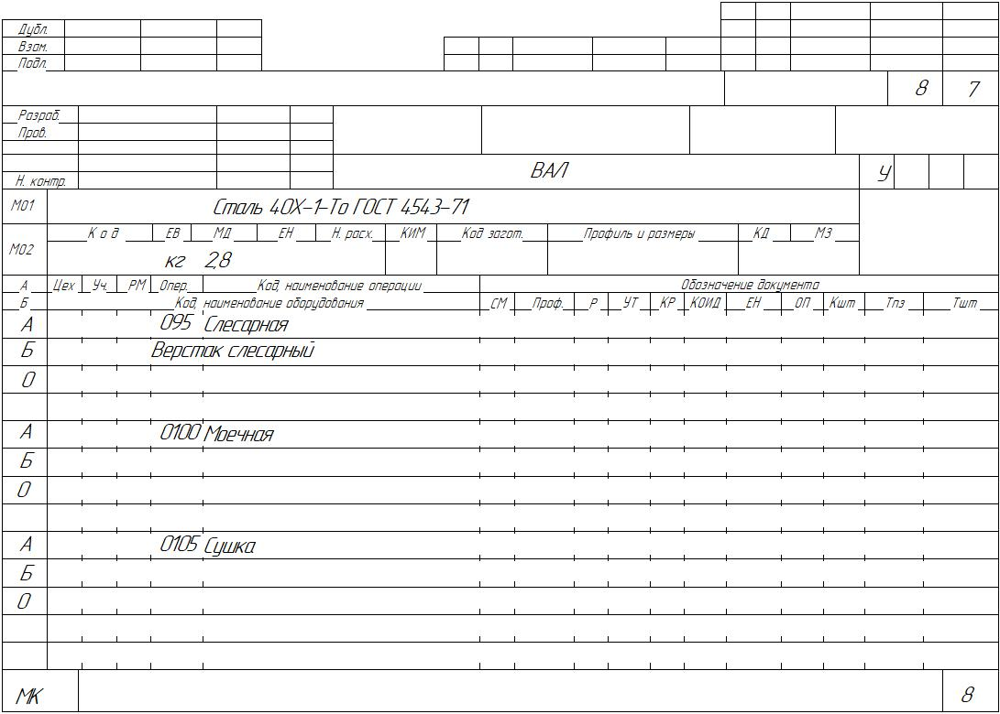 Дубл.
Взам.
Подл.
8 7
Разраб.
Пров.
Н. контр.
ВАЛ У
М01 Сталь 40Х-1-То ГОСТ 4543-71
М02 Код ЕВ МД ЕН Н. расх. КИМ Код загот. Профиль и размеры КД МЗ
кг 2,8
А Цех Уч. РМ Опер. Код, наименование операции Обозначение документа
Б Код, наименование оборудования СМ Проф. Р УТ КР КОИД ЕН ОП Кшт Тпз Тшт
А 095 Слесарная
Б Верстак слесарный
О
А 0100 Моечная
Б
О
А 0105 Сушка
Б
О
МК 8